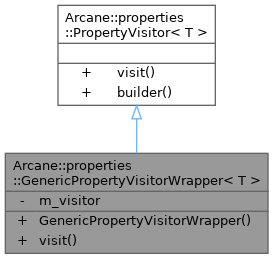 Arcane::properties
::PropertyVisitor< T >
+ visit()
+ builder()
Arcane::properties
::GenericPropertyVisitorWrapper< T >
- m_visitor
+ GenericPropertyVisitorWrapper()
+ visit()